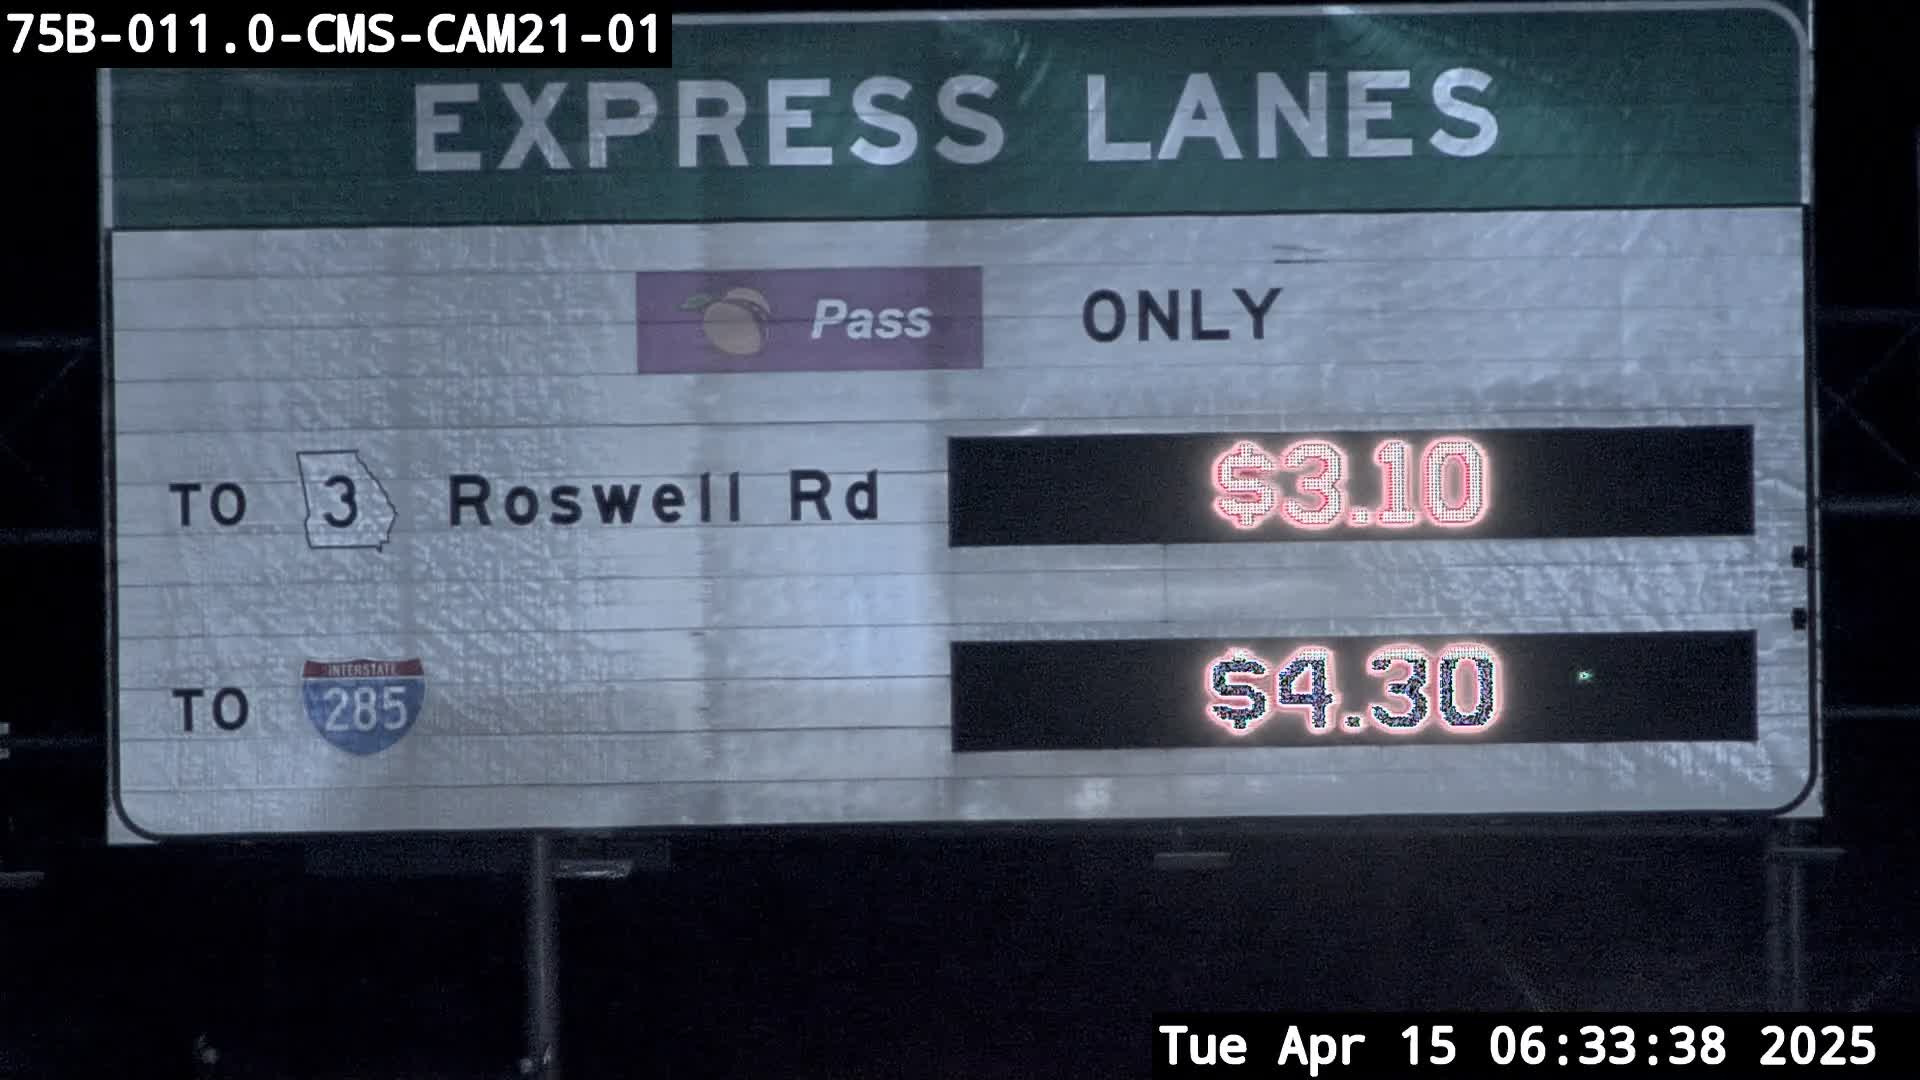 75B-011.0-CMS-CAM21-01
EXPRESS LANES
Pass ONLY
TO 3 Roswell Rd $3.10
INTERSTATE
TO 285 $4.30
Tue Apr 15 06:33:38 2025